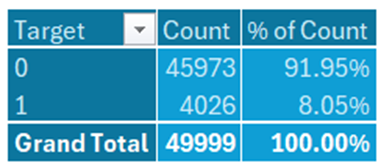 Target Count % of Count
0 45973 91.95%
1 4026 8.05%
Grand Total 49999 100.00%